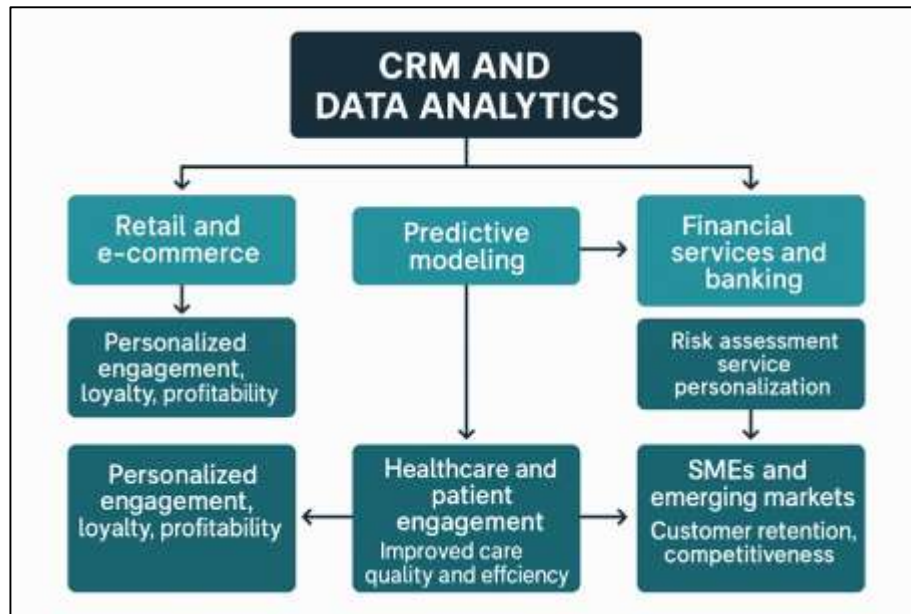 CRM AND
DATA ANALYTICS
Retail and
e-commerce
Predictive
modeling
Financial
services and
banking
Personalized
engagement,
loyalty, profitability
Risk assessment
service
personalization
Personalized
engagement,
loyalty, profitability
Healthcare and
patient
engagement
Improved care
quality and effciency
SMEs and
emerging markets
Customer retention,
competitiveness